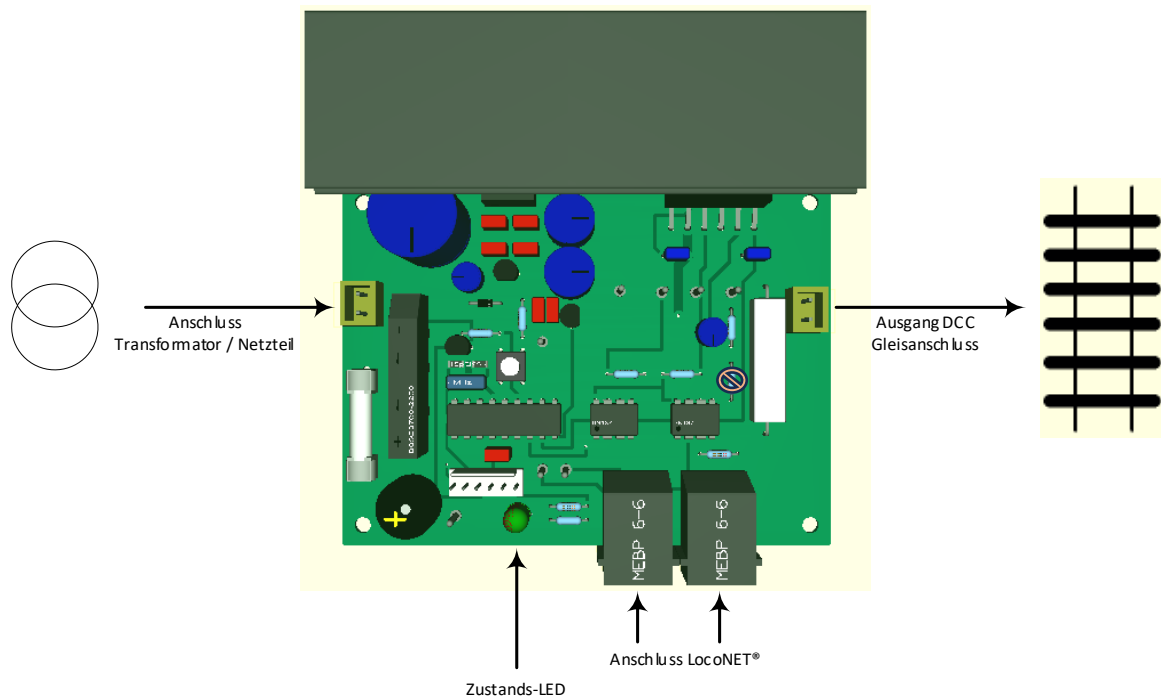 Anschluss
Transformator / Netzteil
Ausgang DCC
Gleisanschluss
MEBP 6-6
MEBP 6-6
Anschluss LocoNET®
Zustands-LED